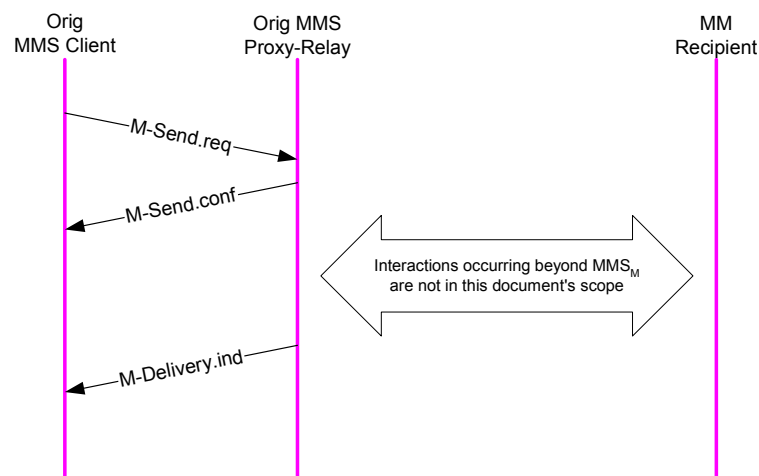 Orig
MMS Client
Orig MMS
Proxy-Relay
MM
Recipient
M-Send.req
M-Send.conf
Interactions occurring beyond MMSM
are not in this document's scope
M-Delivery.ind